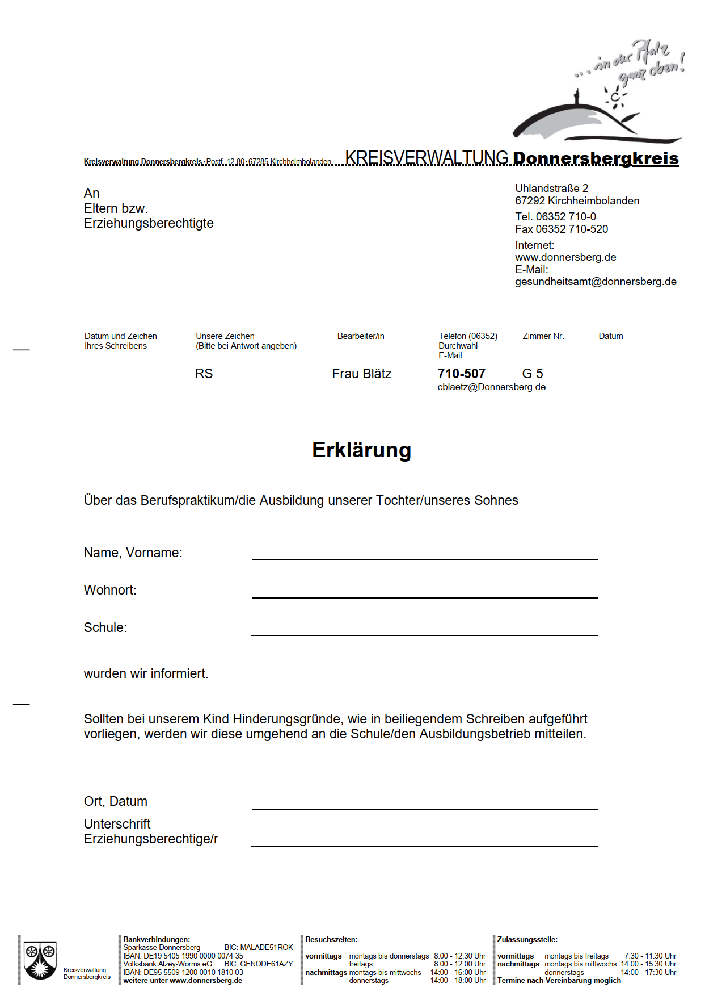 ...in der Pfalz
ganz oben!
Kreisverwaltung Donnersbergkreis · Postf. 12 80 · 67285 Kirchheimbolanden KREISVERWALTUNG Donnersbergkreis
An
Eltern bzw.
Erziehungsberechtigte
Uhlandstraße 2
67292 Kirchheimbolanden
Tel. 06352 710-0
Fax 06352 710-520
Internet:
www.donnersberg.de
E-Mail:
gesundheitsamt@donnersberg.de
Datum und Zeichen Unsere Zeichen Bearbeiter/in Telefon (06352) Zimmer Nr. Datum
Ihres Schreibens (Bitte bei Antwort angeben) Durchwahl
E-Mail
RS Frau Blätz 710-507 G 5
cblaetz@Donnersberg.de
Erklärung
Über das Berufspraktikum/die Ausbildung unserer Tochter/unseres Sohnes
Name, Vorname:
Wohnort:
Schule:
wurden wir informiert.
Sollten bei unserem Kind Hinderungsgründe, wie in beiliegendem Schreiben aufgeführt
vorliegen, werden wir diese umgehend an die Schule/den Ausbildungsbetrieb mitteilen.
Ort, Datum
Unterschrift
Erziehungsberechtige/r
Kreisverwaltung
Donnersbergkreis
Bankverbindungen:
Sparkasse Donnersberg BIC: MALADE51ROK
IBAN: DE19 5405 1990 0000 0074 35
Volksbank Alzey-Worms eG BIC: GENODE61AZY
IBAN: DE95 5509 1200 0010 1810 03
weitere unter www.donnersberg.de
Besuchszeiten:
vormittags montags bis donnerstags 8:00 - 12:30 Uhr
freitags 8:00 - 12:00 Uhr
nachmittags montags bis mittwochs 14:00 - 16:00 Uhr
donnerstags 14:00 - 18:00 Uhr
Zulassungsstelle:
vormittags montags bis freitags 7:30 - 11:30 Uhr
nachmittags montags bis mittwochs 14:00 - 15:30 Uhr
donnerstags 14:00 - 17:30 Uhr
Termine nach Vereinbarung möglich